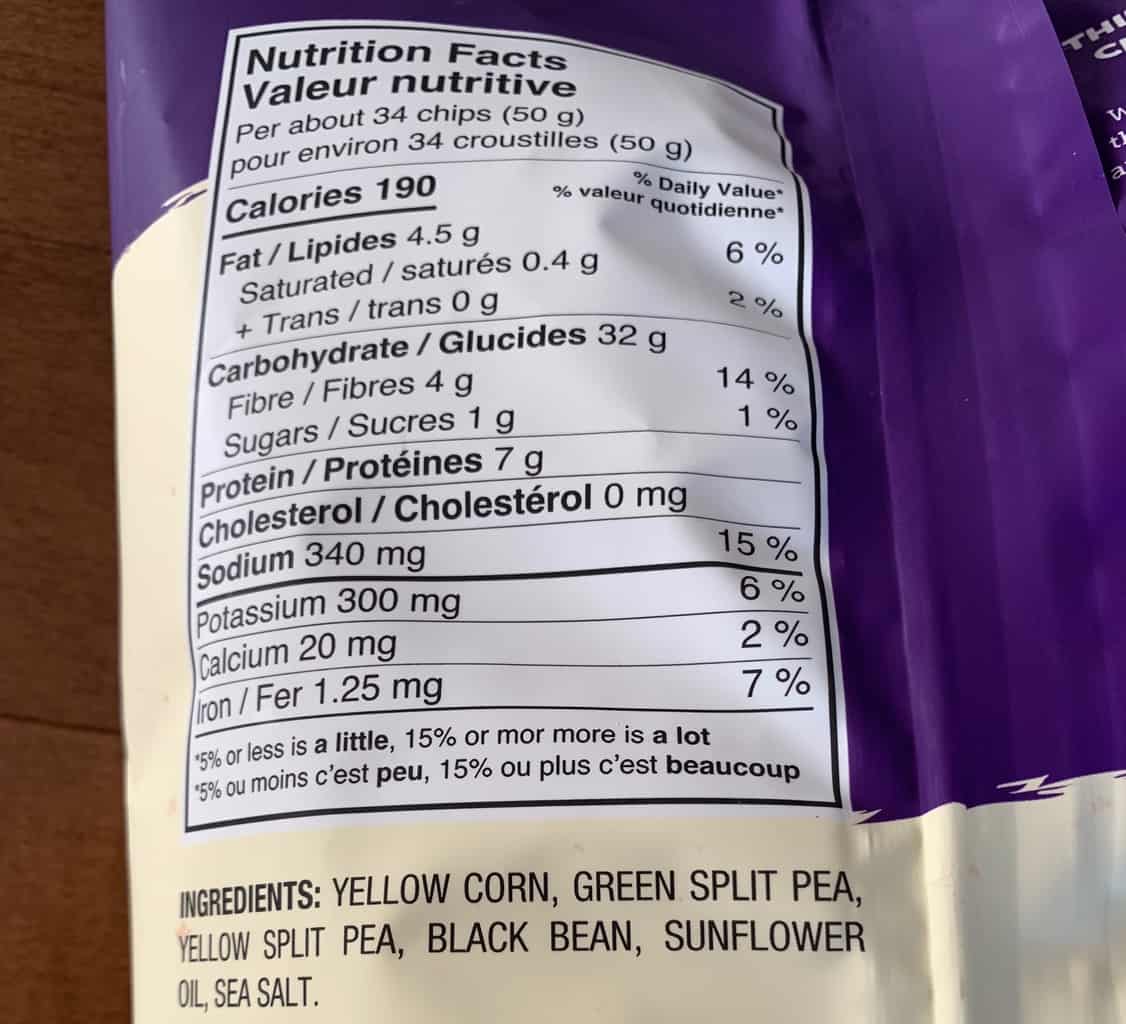 Nutrition Facts
Valeur nutritive
Per about 34 chips (50 g)
pour environ 34 croustilles (50 g)
Calories 190
% Daily Value*
% valeur quotidienne*
Fat / Lipides 4.5 g 6 %
Saturated / saturés 0.4 g
+ Trans / trans 0 g 2 %
Carbohydrate / Glucides 32 g
Fibre / Fibres 4 g 14 %
Sugars / Sucres 1 g 1 %
Protein / Protéines 7 g
Cholesterol / Cholestérol 0 mg
Sodium 340 mg 15 %
Potassium 300 mg 6 %
Calcium 20 mg 2 %
Iron / Fer 1.25 mg 7 %
*5% or less is a little, 15% or mor more is a lot
*5% ou moins c'est peu, 15% ou plus c'est beaucoup
INGREDIENTS: YELLOW CORN, GREEN SPLIT PEA,
YELLOW SPLIT PEA, BLACK BEAN, SUNFLOWER
OIL, SEA SALT.